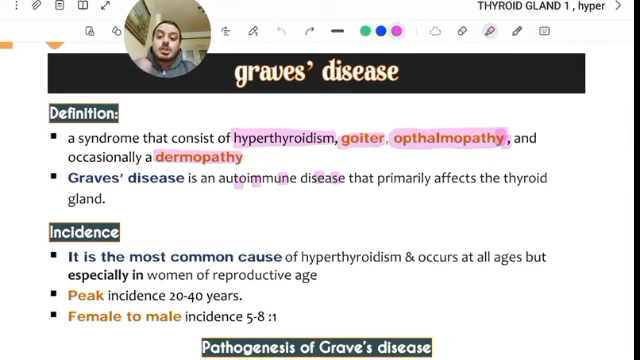 THYROID GLAND 1 , hyper
graves' disease
Definition:
a syndrome that consist of hyperthyroidism, goiter, opthalmopathy, and
occasionally a dermopathy
Graves' disease is an autoimmune disease that primarily affects the thyroid
gland.
Incidence
It is the most common cause of hyperthyroidism & occurs at all ages but
especially in women of reproductive age
Peak incidence 20-40 years.
Female to male incidence 5-8 :1
Pathogenesis of Grave's disease